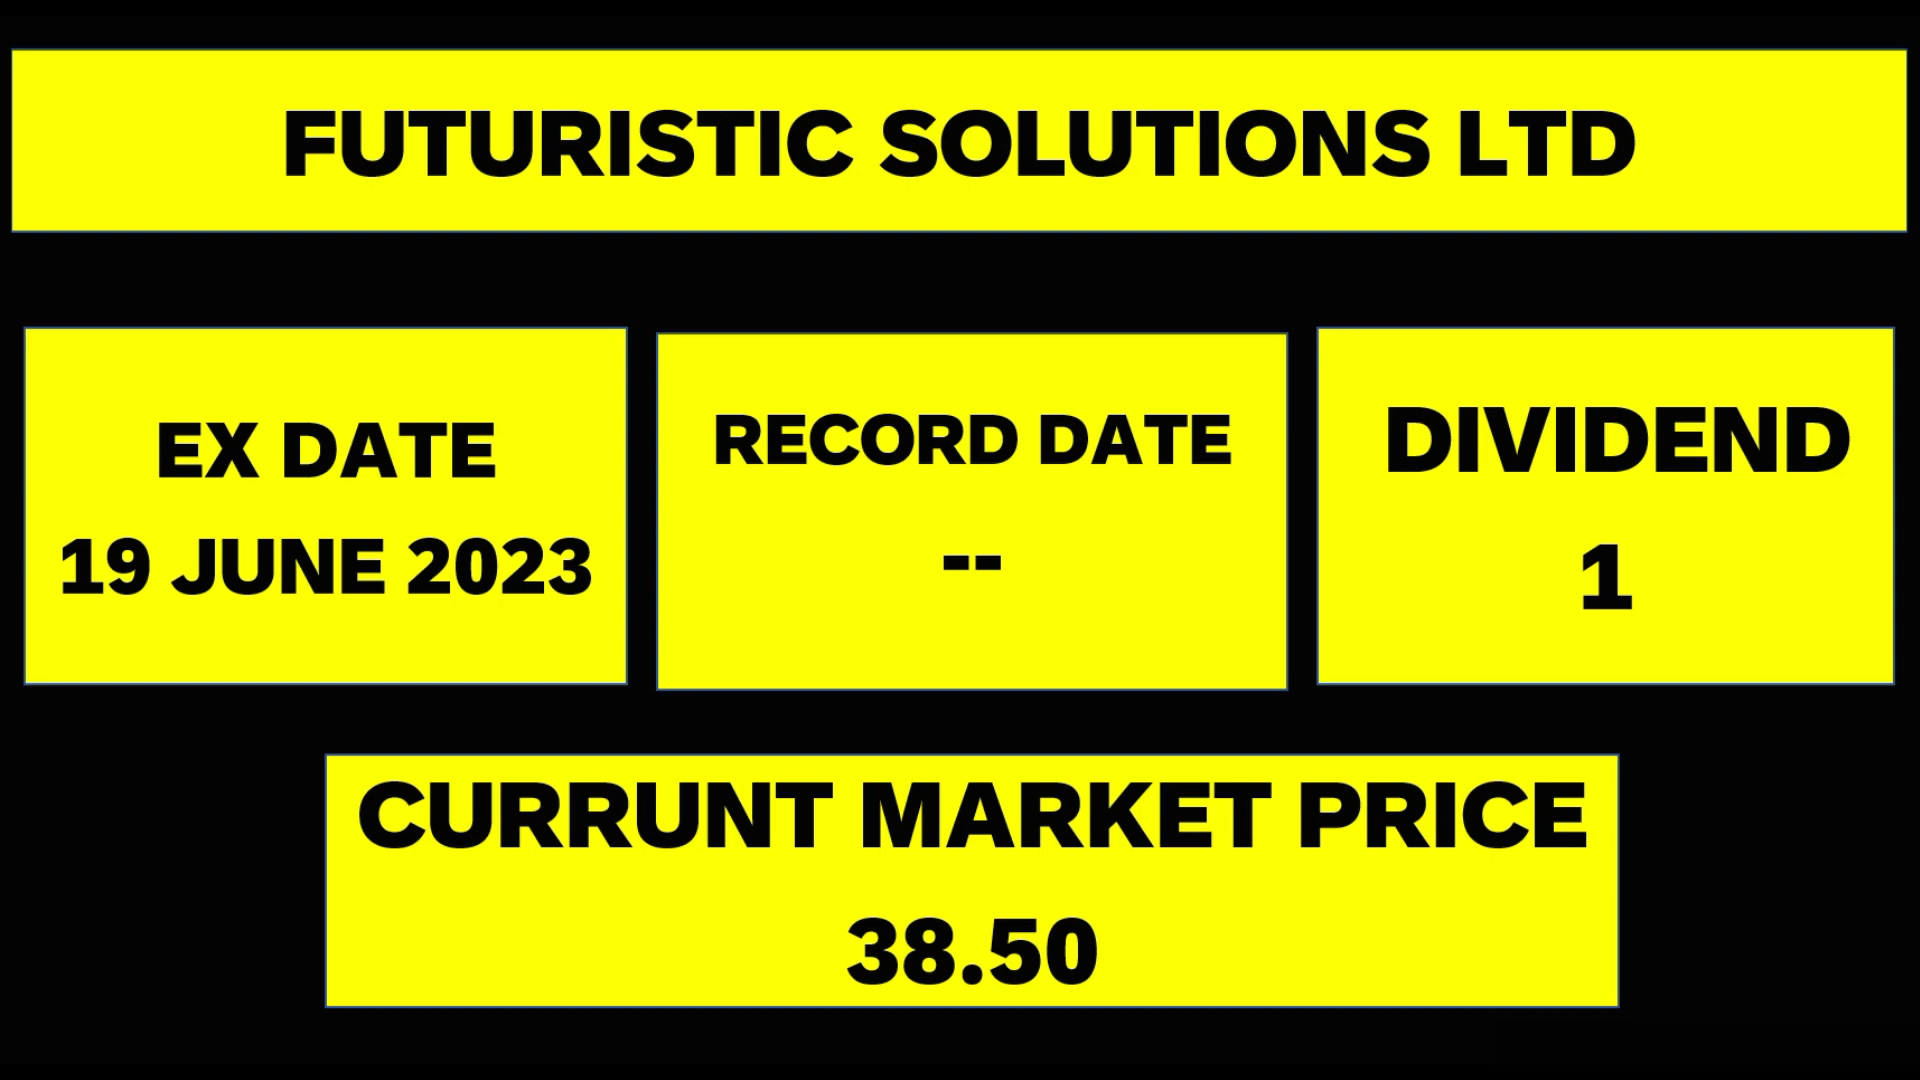 FUTURISTIC SOLUTIONS LTD
EX DATE
19 JUNE 2023
RECORD DATE
--
DIVIDEND
1
CURRUNT MARKET PRICE
38.50